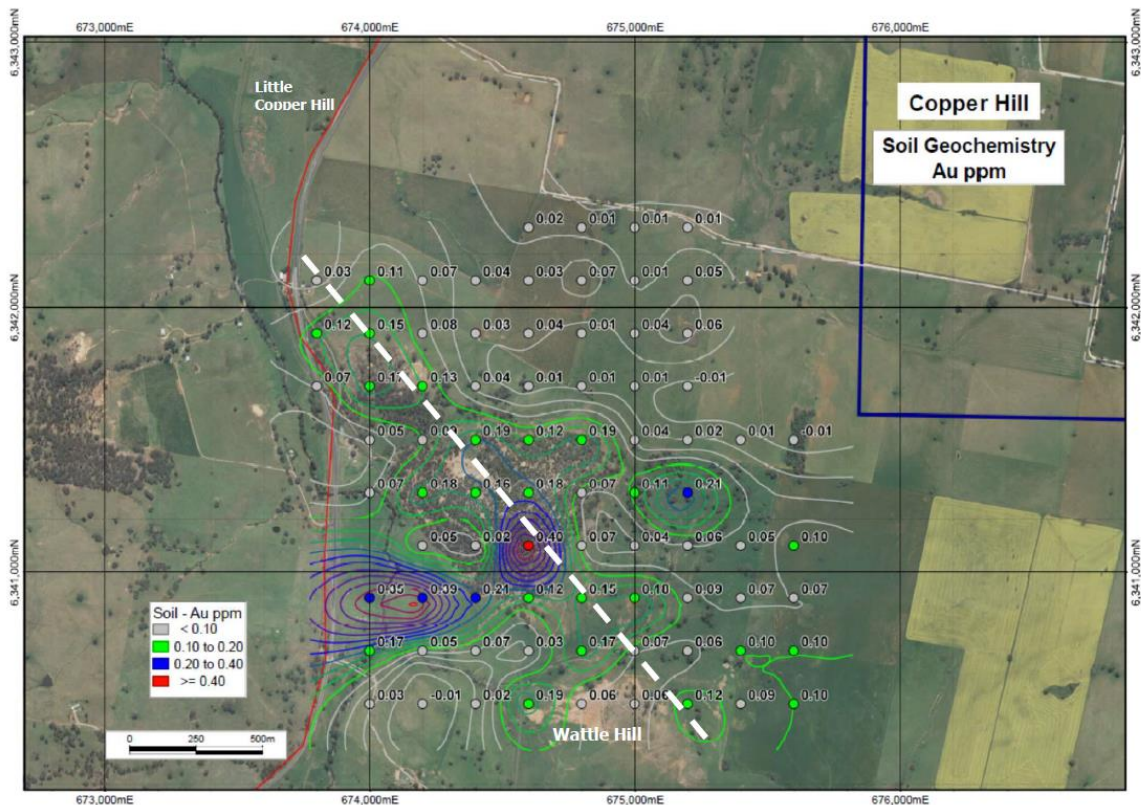 673,000mE 674,000mE 675,000mE 676,000mE
6,343,000mN 6,343,000mN
Little
Copper Hill
Copper Hill
Soil Geochemistry
Au ppm
0.02 0.01 0.01 0.01
0.03 0.11 0.07 0.04 0.03 0.07 0.01 0.05
6,342,000mN 6,342,000mN
0.12 0.15 0.08 0.03 0.04 0.01 0.04 0.06
0.07 0.13 0.04 0.01 0.01 0.01 -0.01
0.05 0.09 0.19 0.12 0.19 0.04 0.02 0.01 -0.01
0.07 0.18 0.16 0.18 0.07 0.11 0.21
0.05 0.02 0.40 0.07 0.04 0.06 0.05 0.10
6,341,000mN 6,341,000mN
0.35 0.39 0.21 0.12 0.15 0.10 0.09 0.07 0.07
0.17 0.05 0.07 0.03 0.17 0.07 0.06 0.10 0.10
0.03 -0.01 0.02 0.19 0.06 0.06 0.12 0.09 0.10
Soil - Au ppm
< 0.10
0.10 to 0.20
0.20 to 0.40
>= 0.40
0 250 500m
Wattle Hill
673,000mE 674,000mE 675,000mE 676,000mE